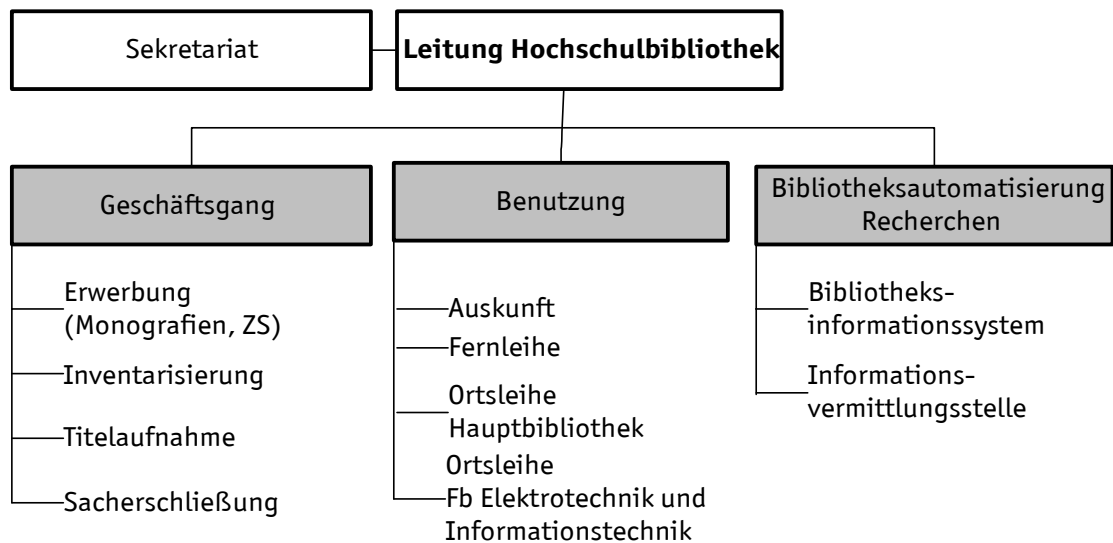 Sekretariat
Leitung Hochschulbibliothek
Geschäftsgang
Erwerbung
(Monografien, ZS)
Inventarisierung
Titelaufnahme
Sacherschließung
Benutzung
Auskunft
Fernleihe
Ortsleihe
Hauptbibliothek
Ortsleihe
Fb Elektrotechnik und
Informationstechnik
Bibliotheksautomatisierung
Recherchen
Bibliotheks-
informationssystem
Informations-
vermittlungsstelle